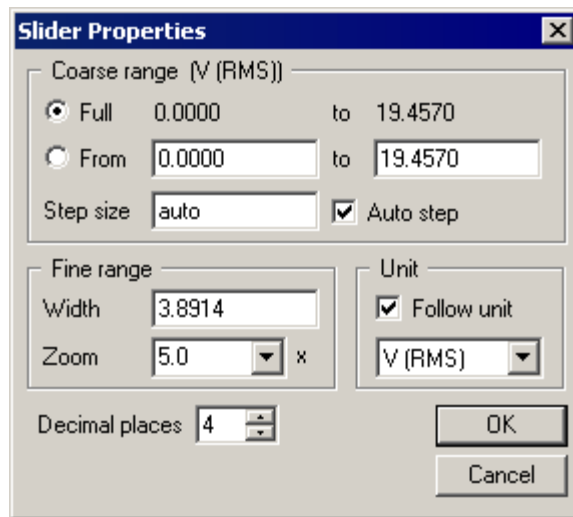 Slider Properties
Coarse range (V (RMS))
Full 0.0000 to 19.4570
From 0.0000 to 19.4570
Step size auto Auto step
Fine range
Width 3.8914
Zoom 5.0 x
Unit
Follow unit
V (RMS)
Decimal places 4
OK
Cancel